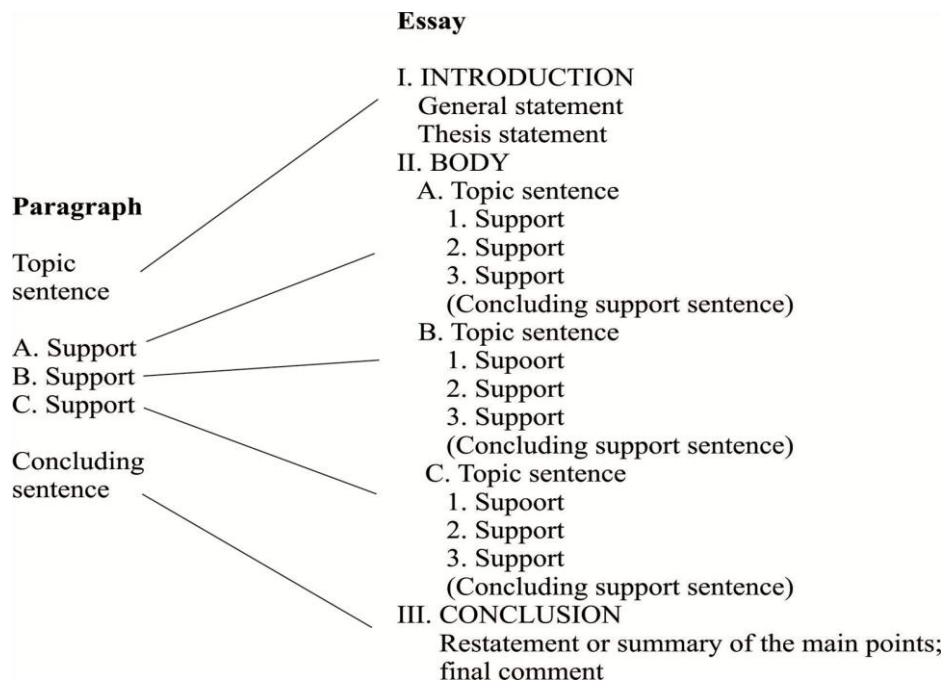 Essay
I. INTRODUCTION
General statement
Thesis statement
II. BODY
A. Topic sentence
1. Support
2. Support
3. Support
(Concluding support sentence)
B. Topic sentence
1. Supoort
2. Support
3. Support
(Concluding support sentence)
C. Topic sentence
1. Supoort
2. Support
3. Support
(Concluding support sentence)
III. CONCLUSION
Restatement or summary of the main points;
final comment
Paragraph
Topic
sentence
A. Support
B. Support
C. Support
Concluding
sentence